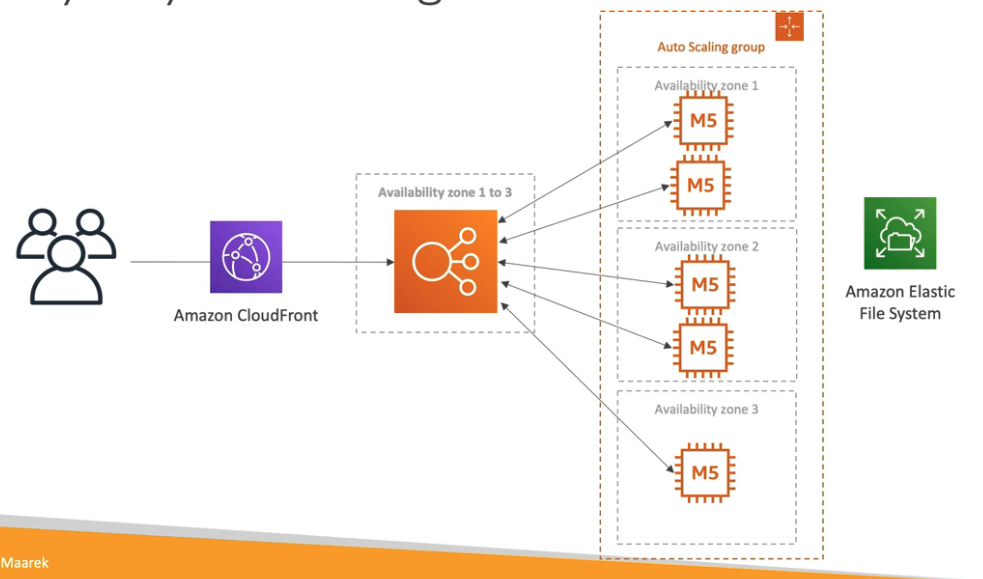 Auto Scaling group
Availability zone 1
M5
M5
Availability zone 1 to 3
Availability zone 2
M5
M5
Amazon CloudFront
Amazon Elastic
File System
Availability zone 3
M5
Maarek